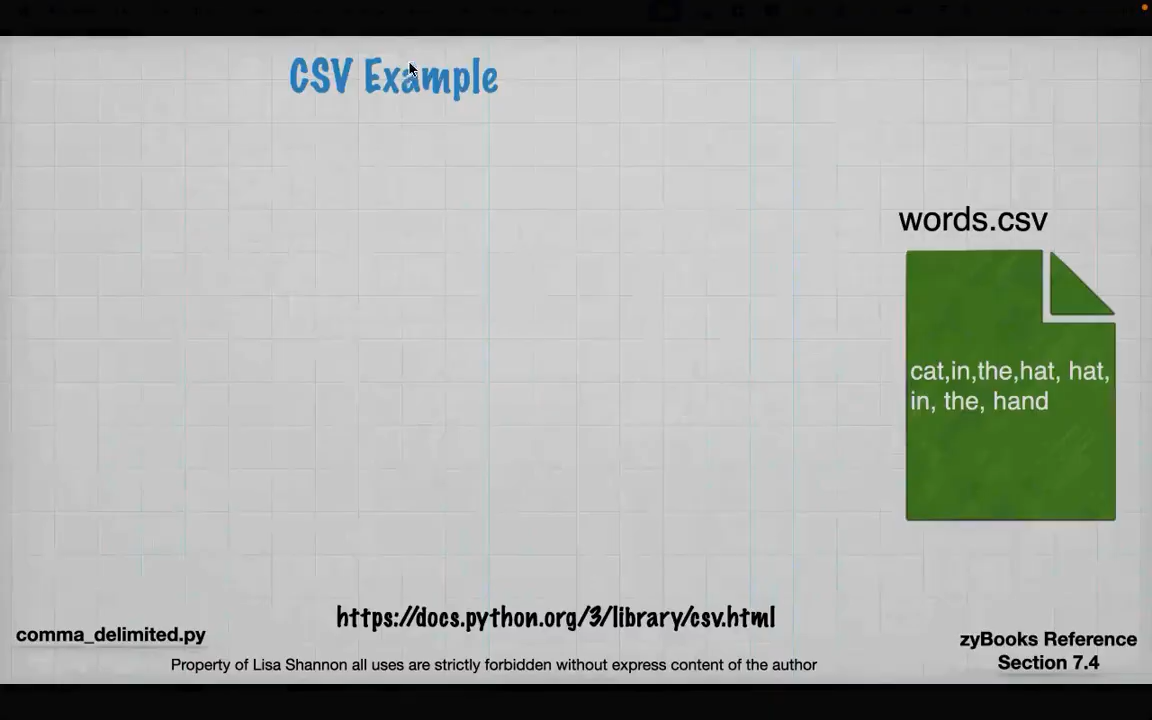 CSV Example
words.csv
cat,in,the,hat, hat,
in, the, hand
https://docs.python.org/3/library/csv.html
comma_delimited.py
zyBooks Reference
Section 7.4
Property of Lisa Shannon all uses are strictly forbidden without express content of the author